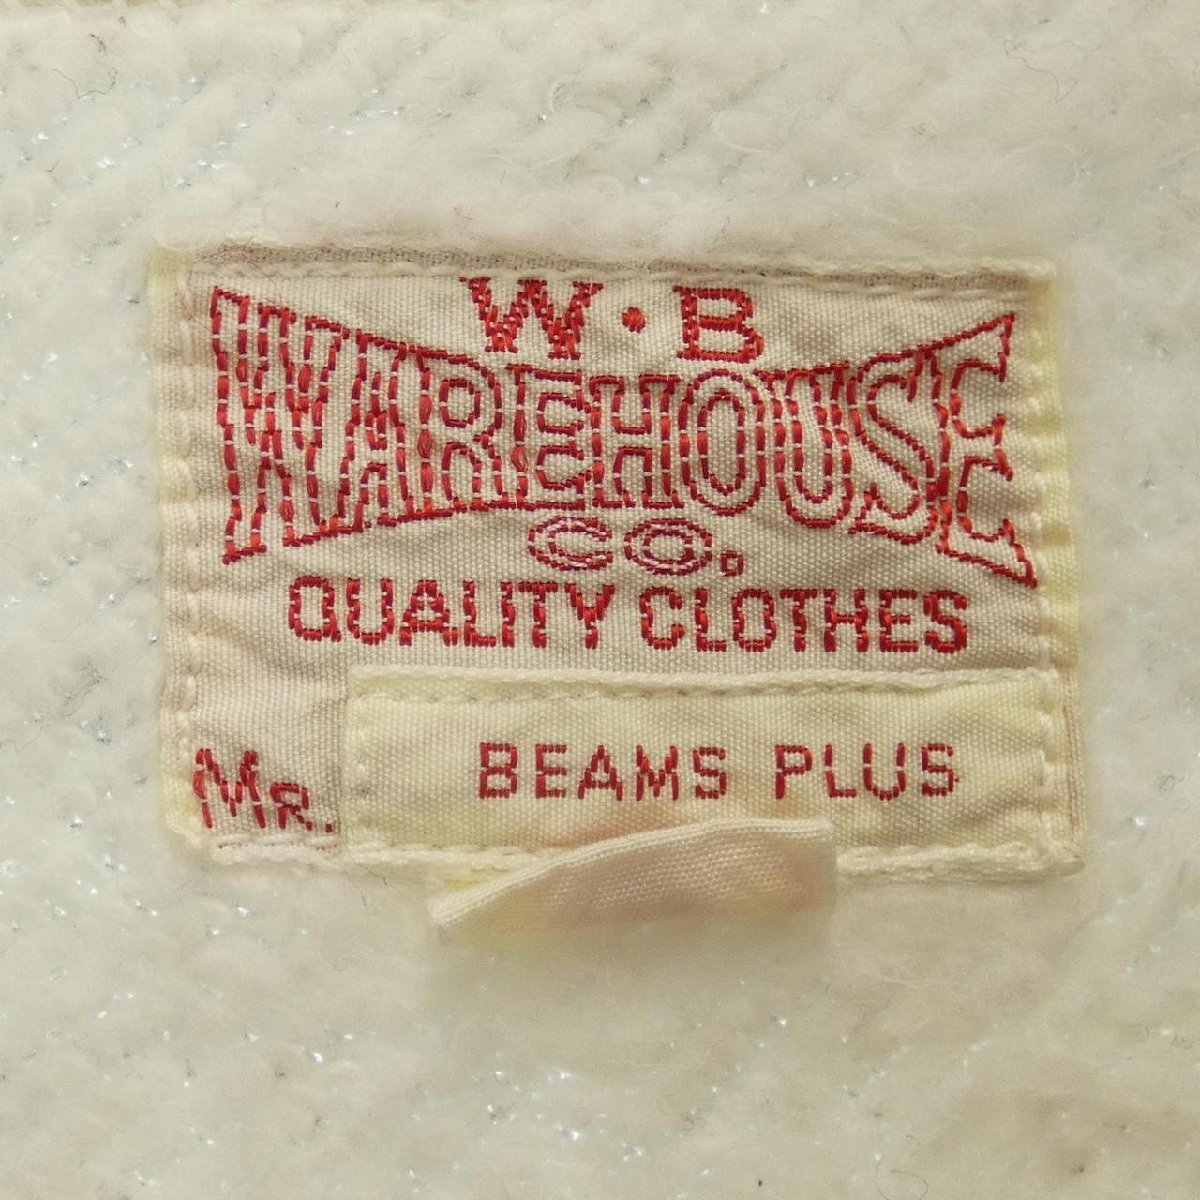 W·B
WAREHOUSE
CO.
QUALITY CLOTHES
MR.
BEAMS PLUS